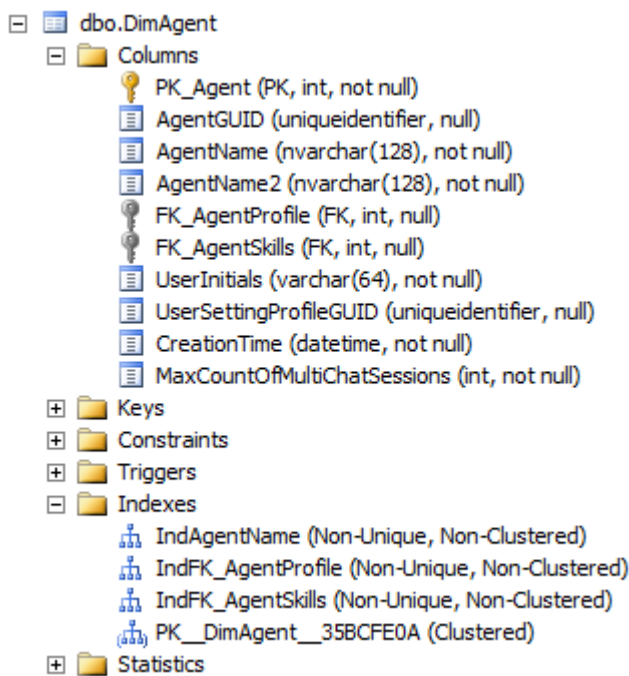 dbo.DimAgent
Columns
PK_Agent (PK, int, not null)
AgentGUID (uniqueidentifier, null)
AgentName (nvarchar(128), not null)
AgentName2 (nvarchar(128), not null)
FK_AgentProfile (FK, int, null)
FK_AgentSkills (FK, int, null)
UserInitials (varchar(64), not null)
UserSettingProfileGUID (uniqueidentifier, null)
CreationTime (datetime, not null)
MaxCountOfMultiChatSessions (int, not null)
Keys
Constraints
Triggers
Indexes
IndAgentName (Non-Unique, Non-Clustered)
IndFK_AgentProfile (Non-Unique, Non-Clustered)
IndFK_AgentSkills (Non-Unique, Non-Clustered)
PK__DimAgent__35BCFE0A (Clustered)
Statistics